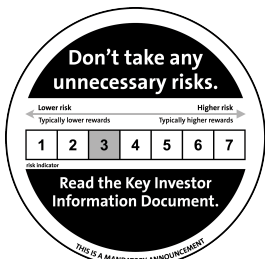 Don't take any
unnecessary risks.
Lower risk Higher risk
Typically lower rewards Typically higher rewards
1 2 3 4 5 6 7
risk indicator
Read the Key Investor
Information Document.
THIS IS A MANDATORY ANNOUNCEMENT